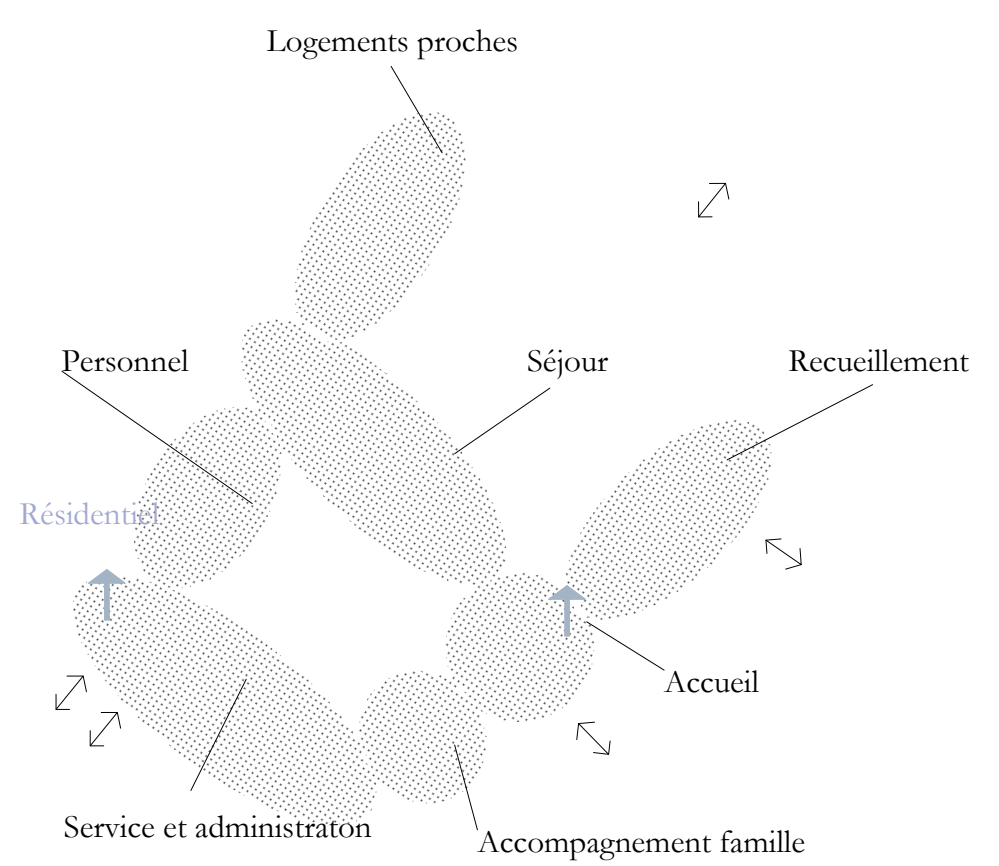 Logements proches
Personnel
Séjour
Recueillement
Résidentiel
Accueil
Service et administraton
Accompagnement famille